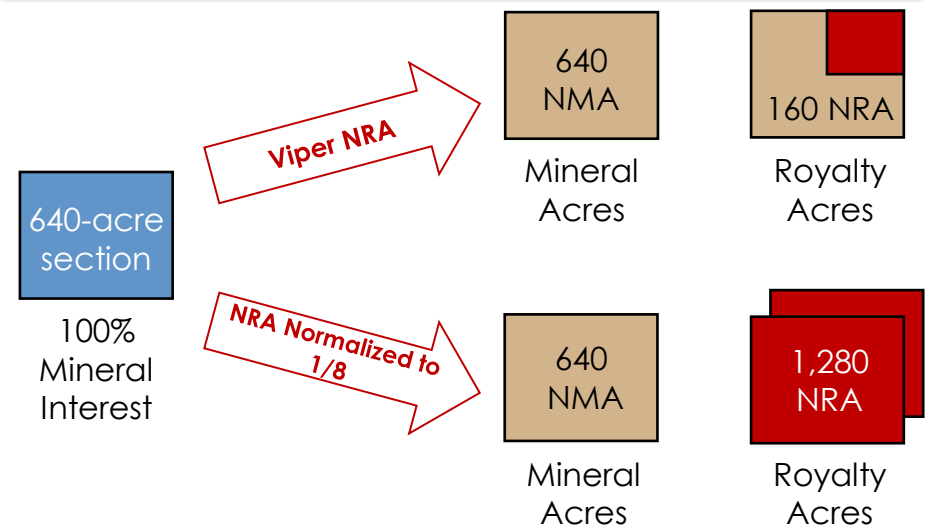 640-acre
section
100%
Mineral
Interest
Viper NRA
640
NMA
Mineral
Acres
160 NRA
Royalty
Acres
NRA Normalized to
1/8
640
NMA
Mineral
Acres
1,280
NRA
Royalty
Acres